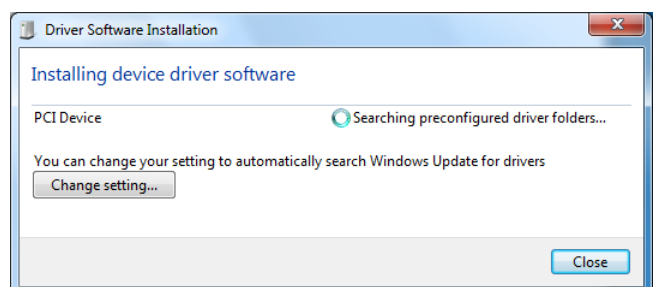 Driver Software Installation
Installing device driver software
PCI Device Searching preconfigured driver folders...
You can change your setting to automatically search Windows Update for drivers
Change setting...
Close